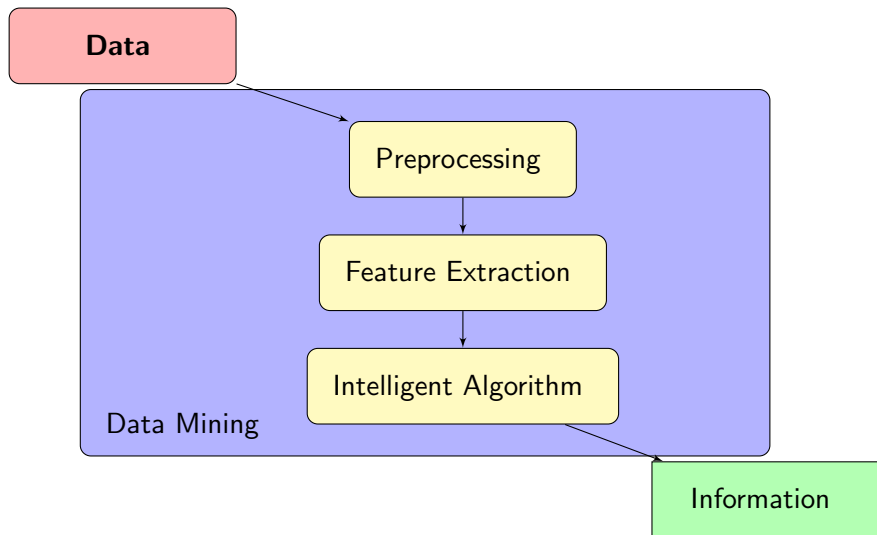 Data
Preprocessing
Feature Extraction
Intelligent Algorithm
Data Mining
Information